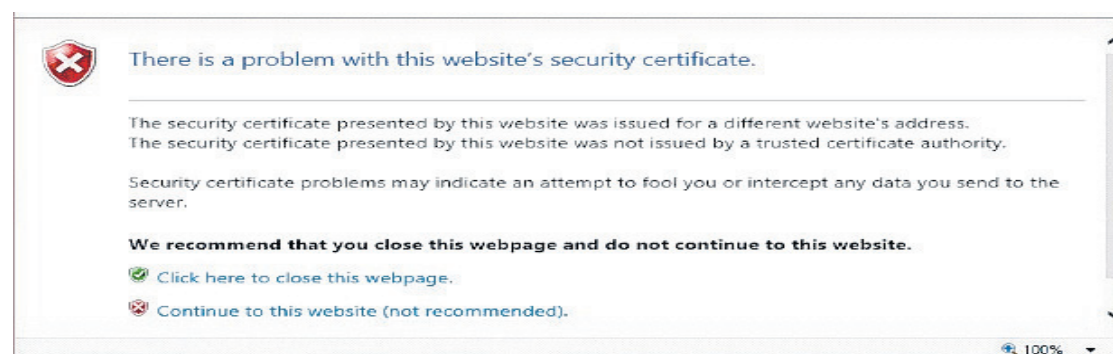 There is a problem with this website's security certificate.
The security certificate presented by this website was issued for a different website's address.
The security certificate presented by this website was not issued by a trusted certificate authority.
Security certificate problems may indicate an attempt to fool you or intercept any data you send to the
server.
We recommend that you close this webpage and do not continue to this website.
Click here to close this webpage.
Continue to this website (not recommended).
100%